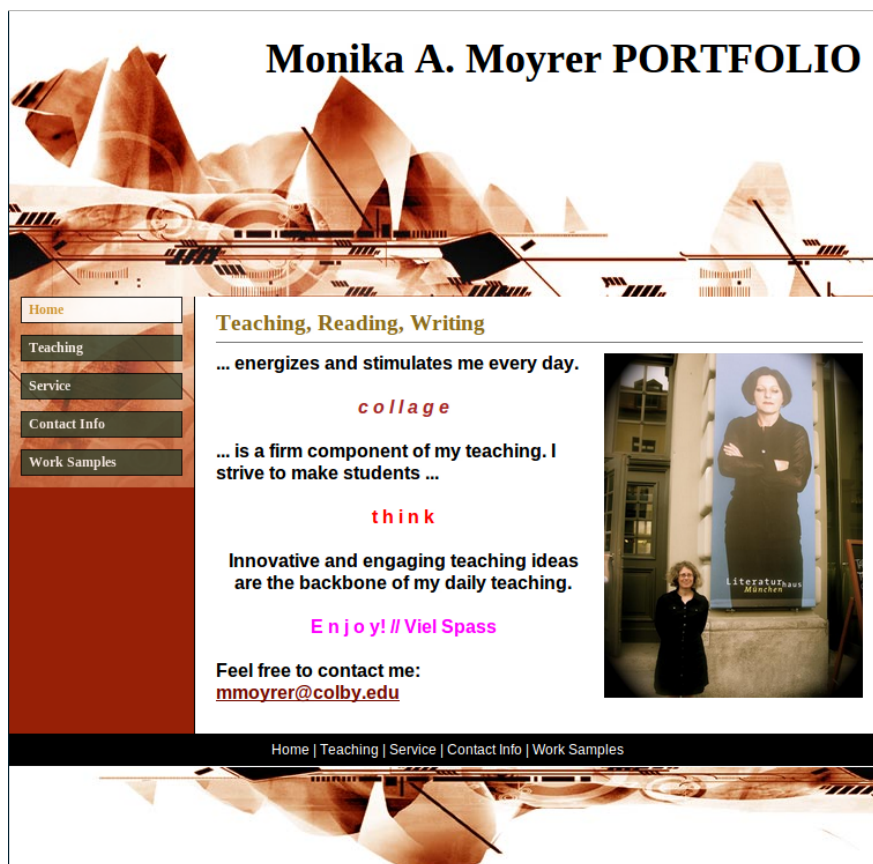 Monika A. Moyrer PORTFOLIO
Home
Teaching
Service
Contact Info
Work Samples
Teaching, Reading, Writing
... energizes and stimulates me every day.
c o l l a g e
... is a firm component of my teaching. I
strive to make students ...
t h i n k
Innovative and engaging teaching ideas
are the backbone of my daily teaching.
E n j o y! // Viel Spass
Feel free to contact me:
mmoyrer@colby.edu
Literaturhaus
München
Home | Teaching | Service | Contact Info | Work Samples